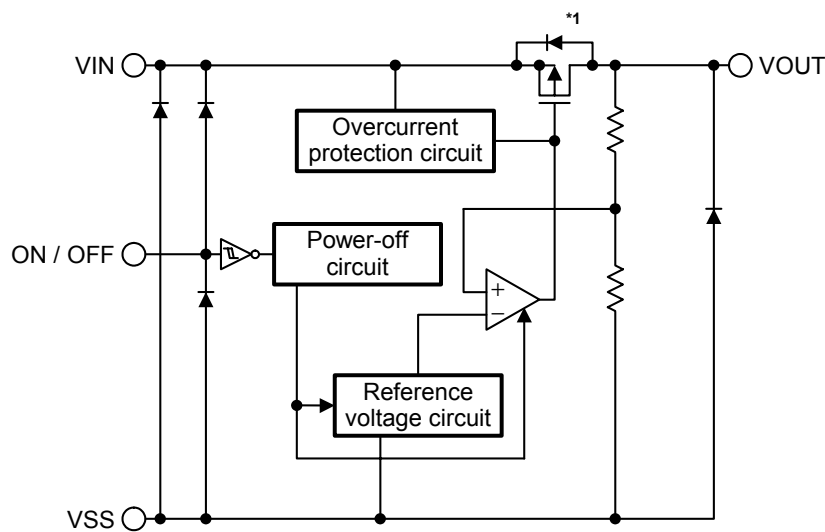 *1
VIN
VOUT
Overcurrent
protection circuit
ON / OFF
Power-off
circuit
+
−
Reference
voltage circuit
VSS